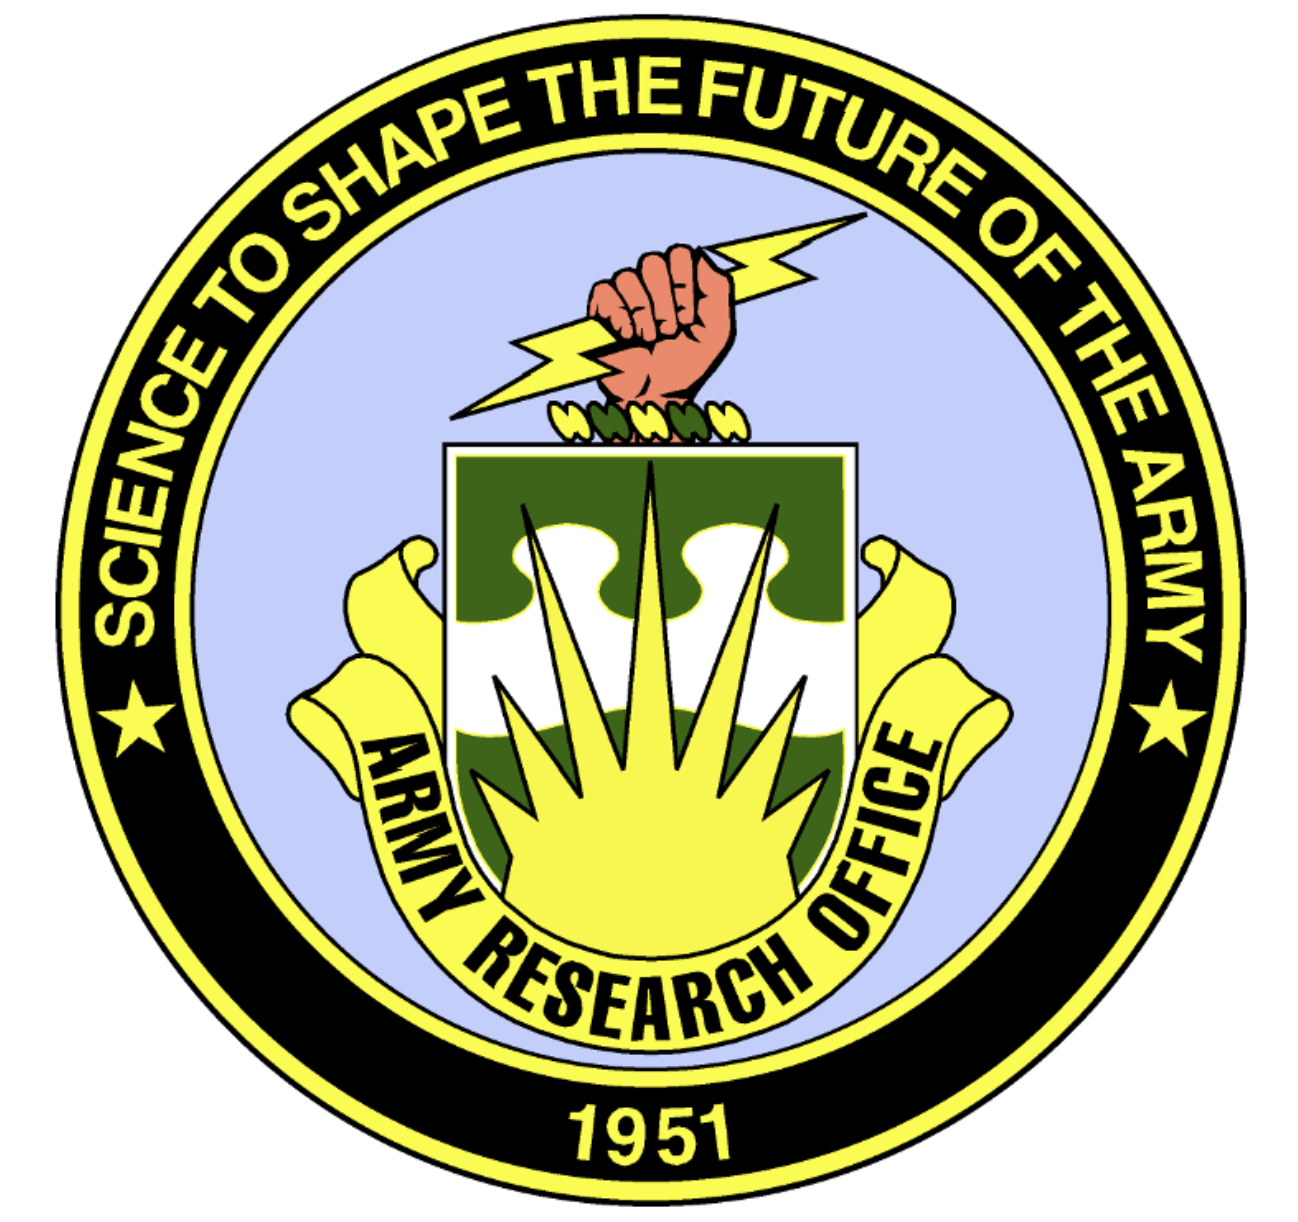 SCIENCE TO SHAPE THE FUTURE OF THE ARMY
ARMY RESEARCH OFFICE
1951